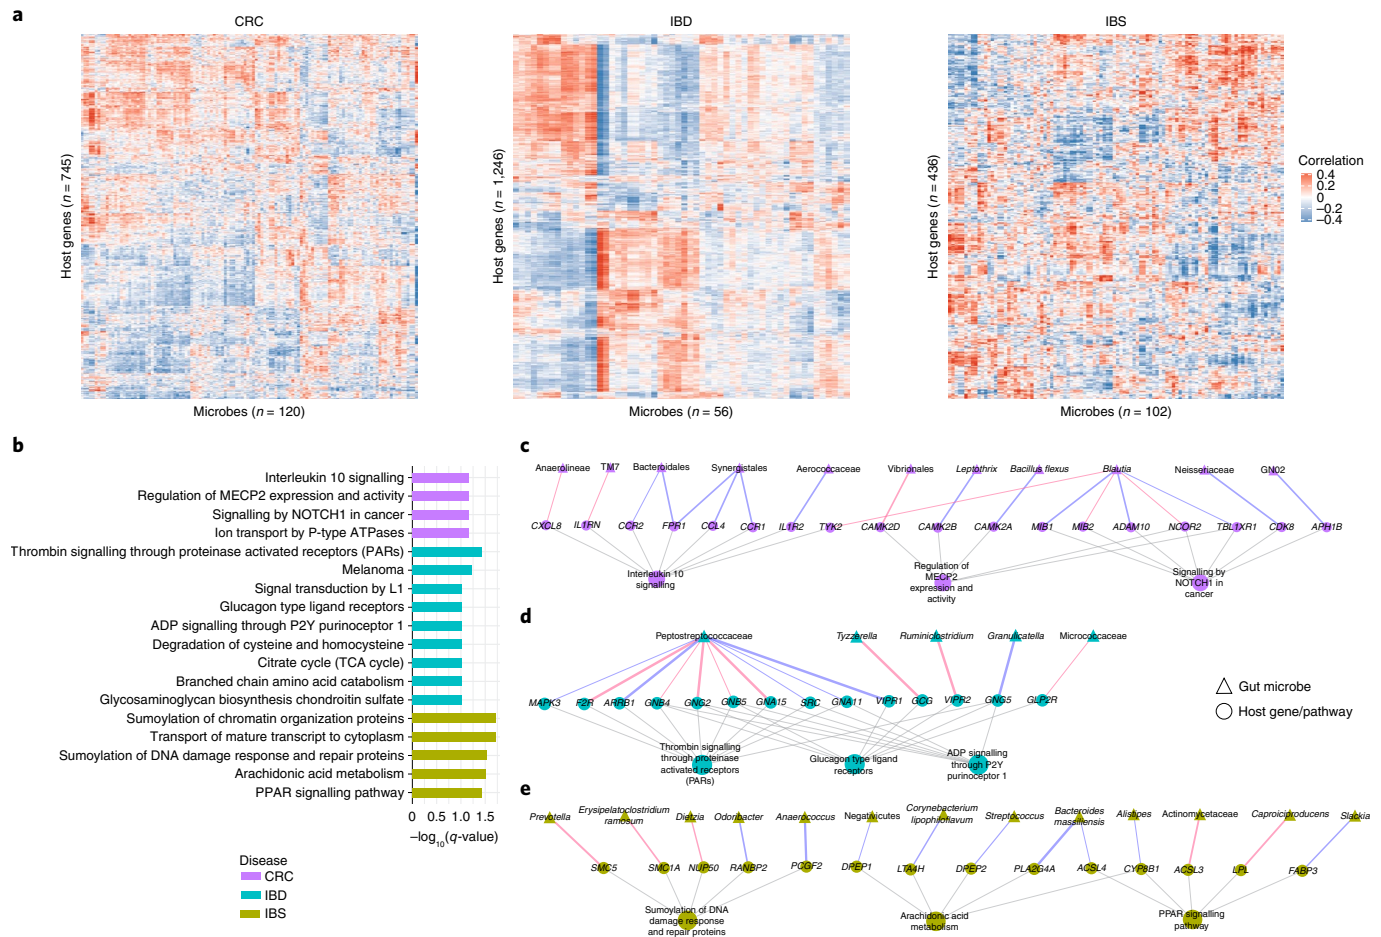 a
CRC
IBD
IBS
Host genes (n = 745)
Host genes (n = 1,246)
Host genes (n = 436)
Correlation
0.4
0.2
0
–0.2
–0.4
Microbes (n = 120)
Microbes (n = 56)
Microbes (n = 102)
b
Interleukin 10 signalling
Regulation of MECP2 expression and activity
Signalling by NOTCH1 in cancer
Ion transport by P-type ATPases
Thrombin signalling through proteinase activated receptors (PARs)
Melanoma
Signal transduction by L1
Glucagon type ligand receptors
ADP signalling through P2Y purinoceptor 1
Degradation of cysteine and homocysteine
Citrate cycle (TCA cycle)
Branched chain amino acid catabolism
Glycosaminoglycan biosynthesis chondroitin sulfate
Sumoylation of chromatin organization proteins
Transport of mature transcript to cytoplasm
Sumoylation of DNA damage response and repair proteins
Arachidonic acid metabolism
PPAR signalling pathway
0 0.5 1.0 1.5
–log10(q-value)
Disease
CRC
IBD
IBS
c
Anaerolineae TM7 Bacteroidales Synergistales Aerococcaceae Vibrionales Leptothrix Bacillus flexus Blautia Neisseriaceae GN02
CXCL8 IL1RN CCR2 FPR1 CCL4 CCR1 IL1R2 TYK2 CAMK2D CAMK2B CAMK2A MIB1 MIB2 ADAM10 NCOR2 TBL1XR1 CDK8 APH1B
Interleukin 10
signalling
Regulation of
MECP2
expression and
activity
Signalling by
NOTCH1 in
cancer
d
Peptostreptococcaceae Tyzzerella Ruminiclostridium Granulicatella Micrococcaceae
MAPK3 F2R ARRB1 GNB4 GNG2 GNB5 GNA15 SRC GNA11 VIPR1 GCG VIPR2 GNG5 GLP2R
Thrombin signalling
through proteinase
activated receptors
(PARs)
Glucagon type ligand
receptors
ADP signalling
through P2Y
purinoceptor 1
Gut microbe
Host gene/pathway
e
Prevotella
Erysipelatoclostridium
ramosum
Dietzia
Odoribacter
Anaerococcus
Negativicutes
Corynebacterium
lipophiloflavum
Streptococcus
Bacteroides
massiliensis
Alistipes
Actinomycetaceae
Caproiciproducens
Slackia
SMC5 SMC1A NUP50 RANBP2 PCGF2 DPEP1 LTA4H DPEP2 PLA2G4A ACSL4 CYP8B1 ACSL3 LPL FABP3
Sumoylation of DNA
damage response
and repair proteins
Arachidonic acid
metabolism
PPAR signalling
pathway